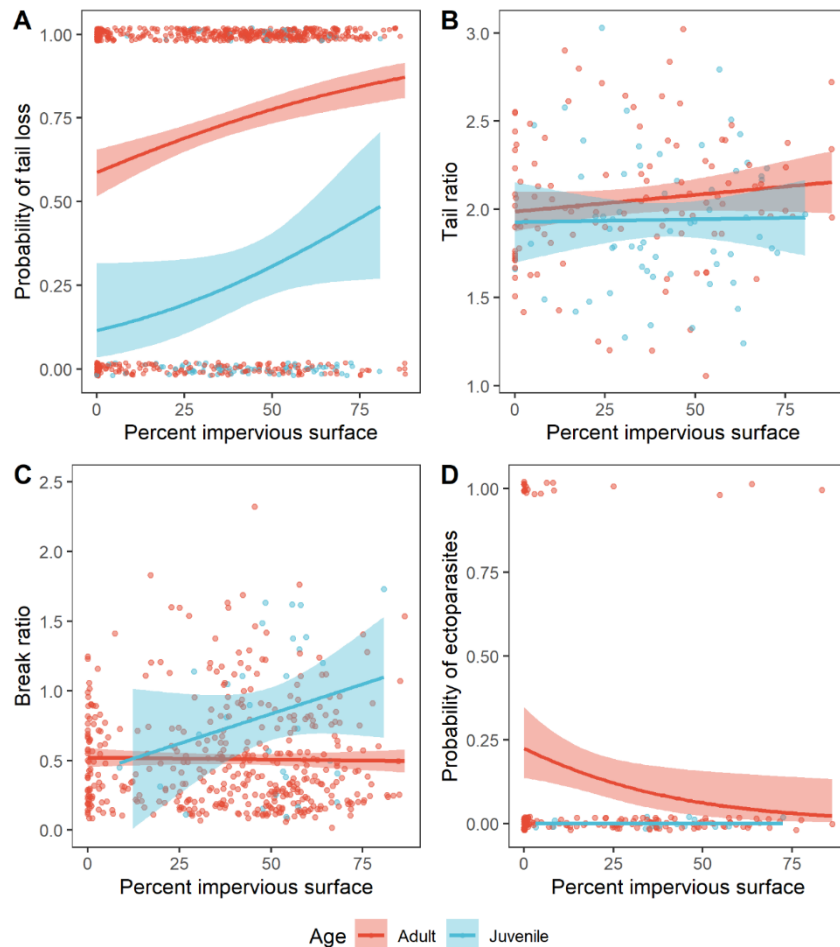 A
1.00
0.75
0.50
0.25
0.00
Probability of tail loss
0 25 50 75
Percent impervious surface
B
3.0
2.5
2.0
1.5
1.0
Tail ratio
0 25 50 75
Percent impervious surface
C
2.5
2.0
1.5
1.0
0.5
0.0
Break ratio
0 25 50 75
Percent impervious surface
D
1.00
0.75
0.50
0.25
0.00
Probability of ectoparasites
0 25 50 75
Percent impervious surface
Age Adult Juvenile